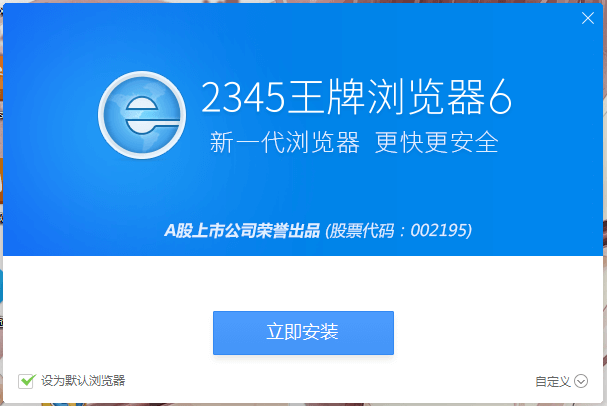 2345王牌浏览器6
新一代浏览器 更快更安全
A股上市公司荣誉出品 (股票代码：002195)
立即安装
设为默认浏览器
自定义